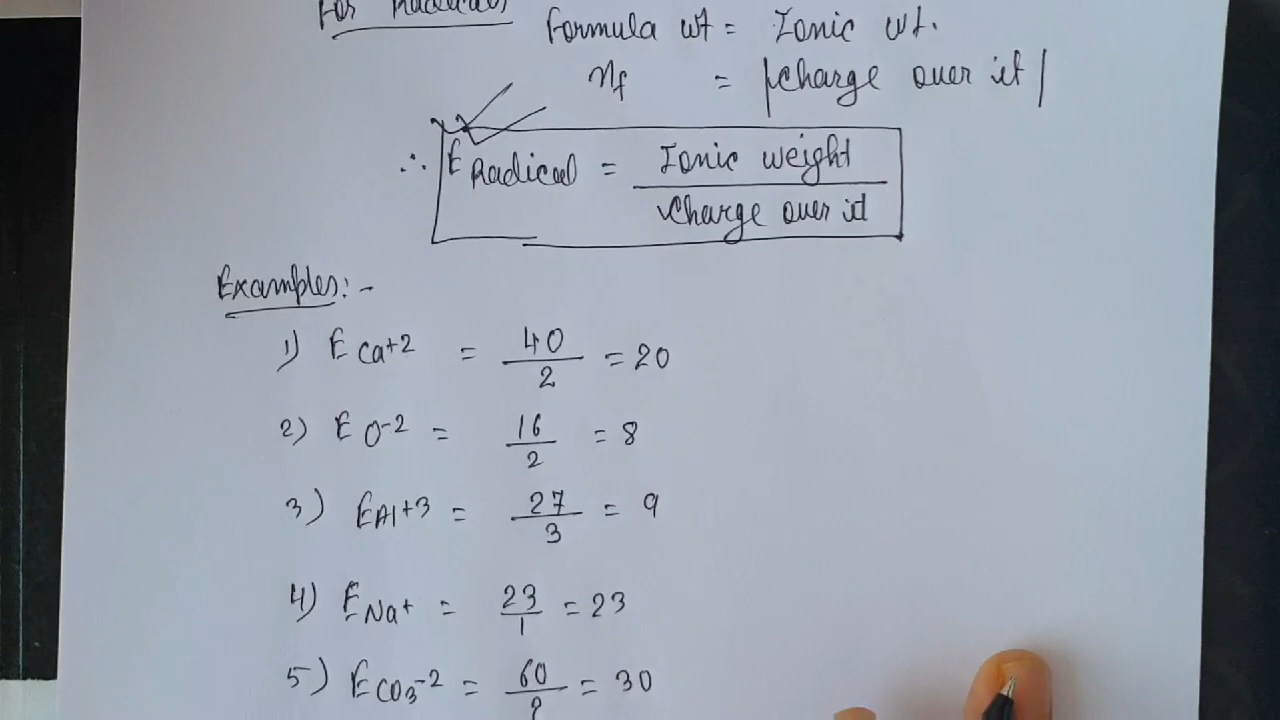 For Radicals
Formula wt = Ionic wt.
nf = |charge over it|
∴ E Radical = Ionic weight / Charge over it
Examples:-
1) E Ca+2 = 40/2 = 20
2) E O-2 = 16/2 = 8
3) E Al+3 = 27/3 = 9
4) E Na+ = 23/1 = 23
5) E CO3-2 = 60/2 = 30